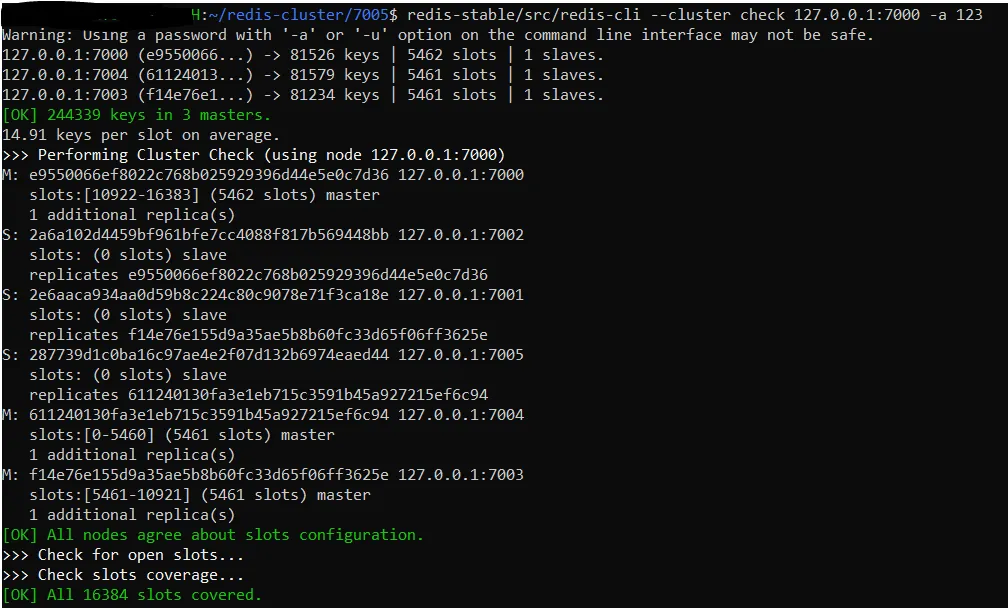 H:~/redis-cluster/7005$ redis-stable/src/redis-cli --cluster check 127.0.0.1:7000 -a 123
Warning: Using a password with '-a' or '-u' option on the command line interface may not be safe.
127.0.0.1:7000 (e9550066...) -> 81526 keys | 5462 slots | 1 slaves.
127.0.0.1:7004 (61124013...) -> 81579 keys | 5461 slots | 1 slaves.
127.0.0.1:7003 (f14e76e1...) -> 81234 keys | 5461 slots | 1 slaves.
[OK] 244339 keys in 3 masters.
14.91 keys per slot on average.
>>> Performing Cluster Check (using node 127.0.0.1:7000)
M: e9550066ef8022c768b025929396d44e5e0c7d36 127.0.0.1:7000
   slots:[10922-16383] (5462 slots) master
   1 additional replica(s)
S: 2a6a102d4459bf961bfe7cc4088f817b569448bb 127.0.0.1:7002
   slots: (0 slots) slave
   replicates e9550066ef8022c768b025929396d44e5e0c7d36
S: 2e6aaca934aa0d59b8c224c80c9078e71f3ca18e 127.0.0.1:7001
   slots: (0 slots) slave
   replicates f14e76e155d9a35ae5b8b60fc33d65f06ff3625e
S: 287739d1c0ba16c97ae4e2f07d132b6974eaed44 127.0.0.1:7005
   slots: (0 slots) slave
   replicates 611240130fa3e1eb715c3591b45a927215ef6c94
M: 611240130fa3e1eb715c3591b45a927215ef6c94 127.0.0.1:7004
   slots:[0-5460] (5461 slots) master
   1 additional replica(s)
M: f14e76e155d9a35ae5b8b60fc33d65f06ff3625e 127.0.0.1:7003
   slots:[5461-10921] (5461 slots) master
   1 additional replica(s)
[OK] All nodes agree about slots configuration.
>>> Check for open slots...
>>> Check slots coverage...
[OK] All 16384 slots covered.